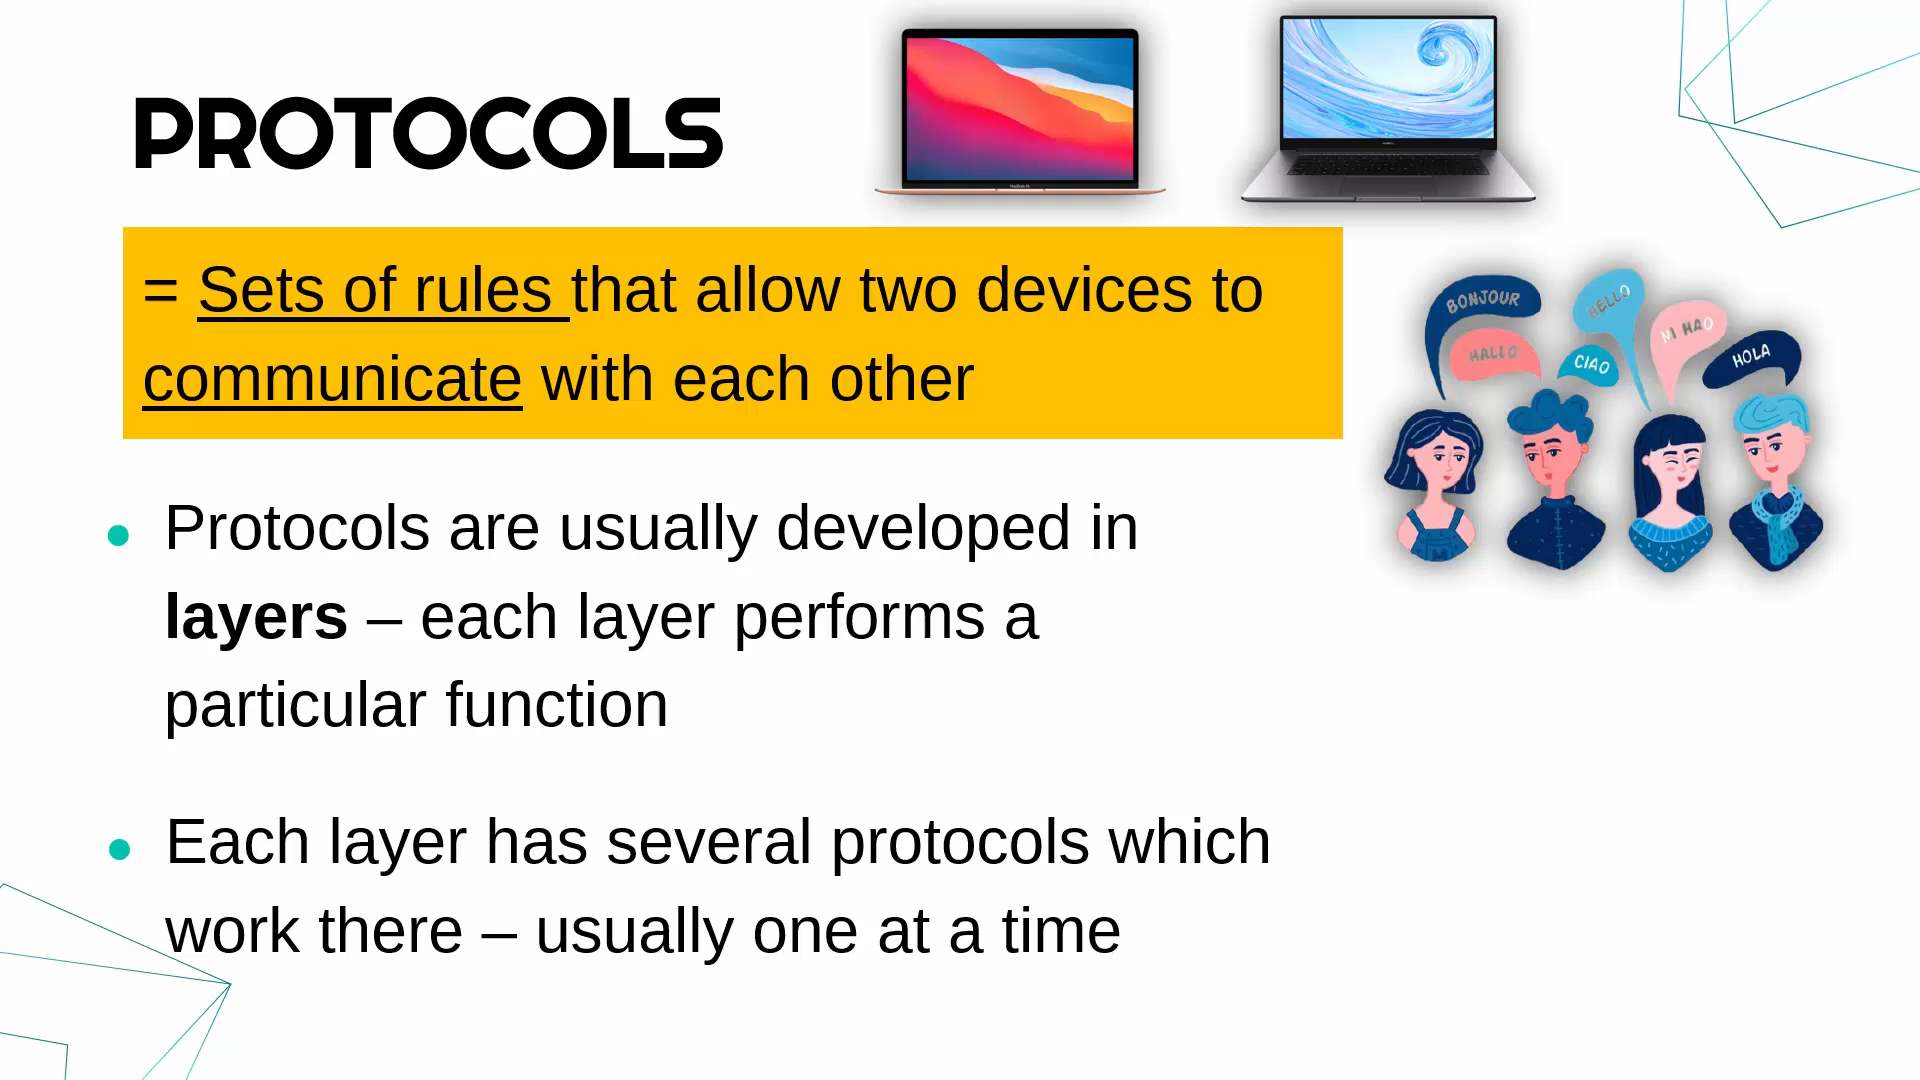 PROTOCOLS
= Sets of rules that allow two devices to
communicate with each other
BONJOUR
HELLO
NI HAO
HALLO
CIAO
HOLA
Protocols are usually developed in
layers – each layer performs a
particular function
Each layer has several protocols which
work there – usually one at a time